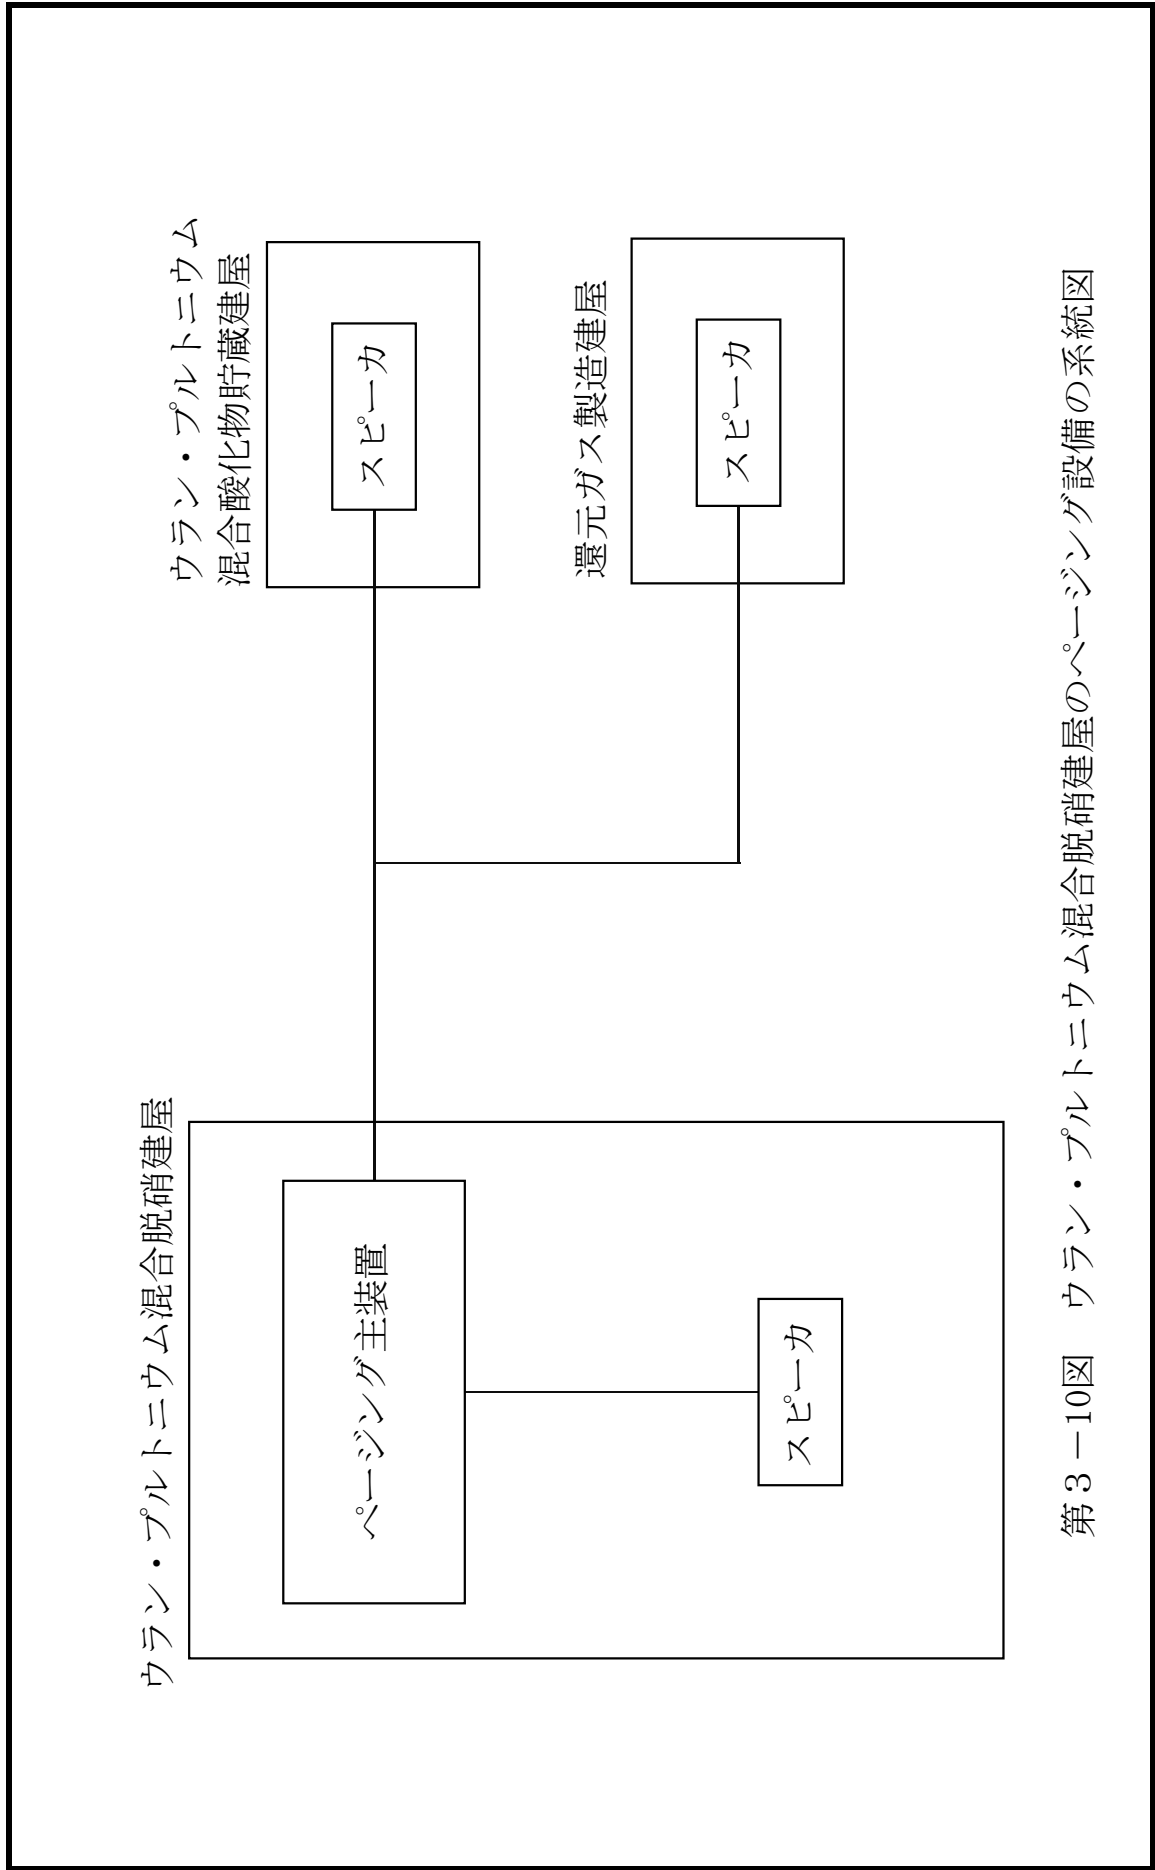 ウラン・プルトニウム混合脱硝建屋
ページング主装置
スピーカ
ウラン・プルトニウム
混合酸化物貯蔵建屋
スピーカ
還元ガス製造建屋
スピーカ
第3－10図　ウラン・プルトニウム混合脱硝建屋のページング設備の系統図